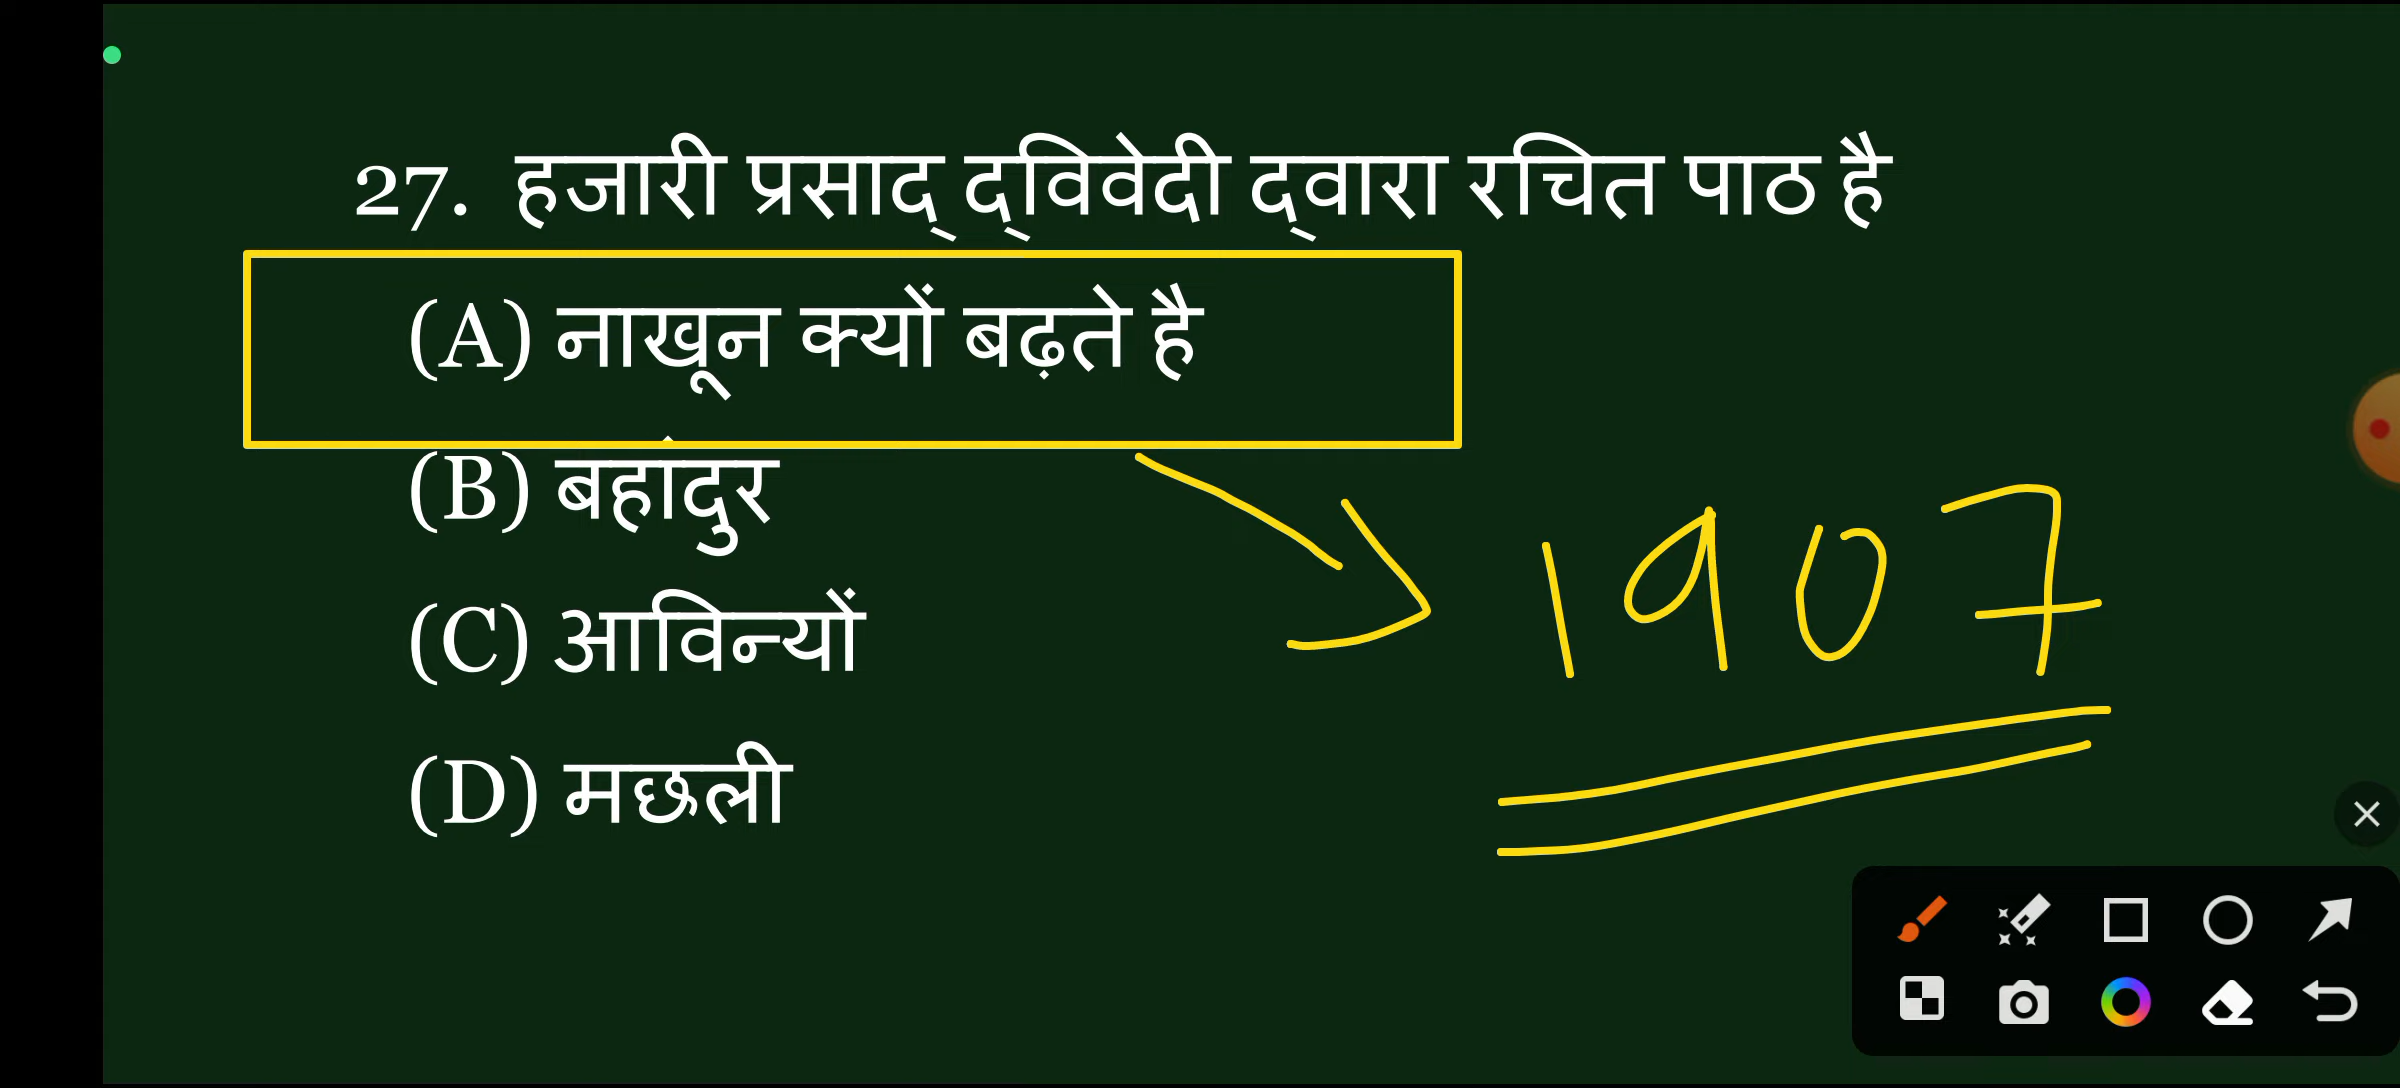 27. हजारी प्रसाद् द्विवेदी द्वारा रचित पाठ है
(A) नाखून क्यों बढ़ते है
(B) बहादुर
(C) आविन्यों
(D) मछली
1907